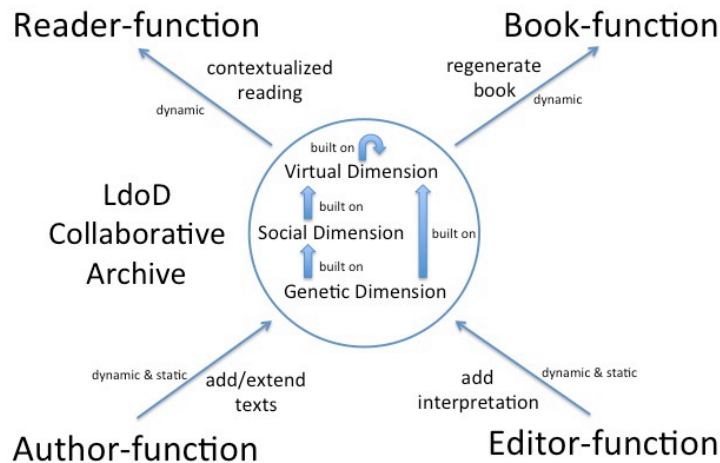 Reader-function
Book-function
contextualized
reading
regenerate
book
dynamic
dynamic
built on
Virtual Dimension
built on
LdoD
Collaborative
Archive
Social Dimension
built on
built on
Genetic Dimension
dynamic & static
add/extend
texts
add
interpretation
dynamic & static
Author-function
Editor-function